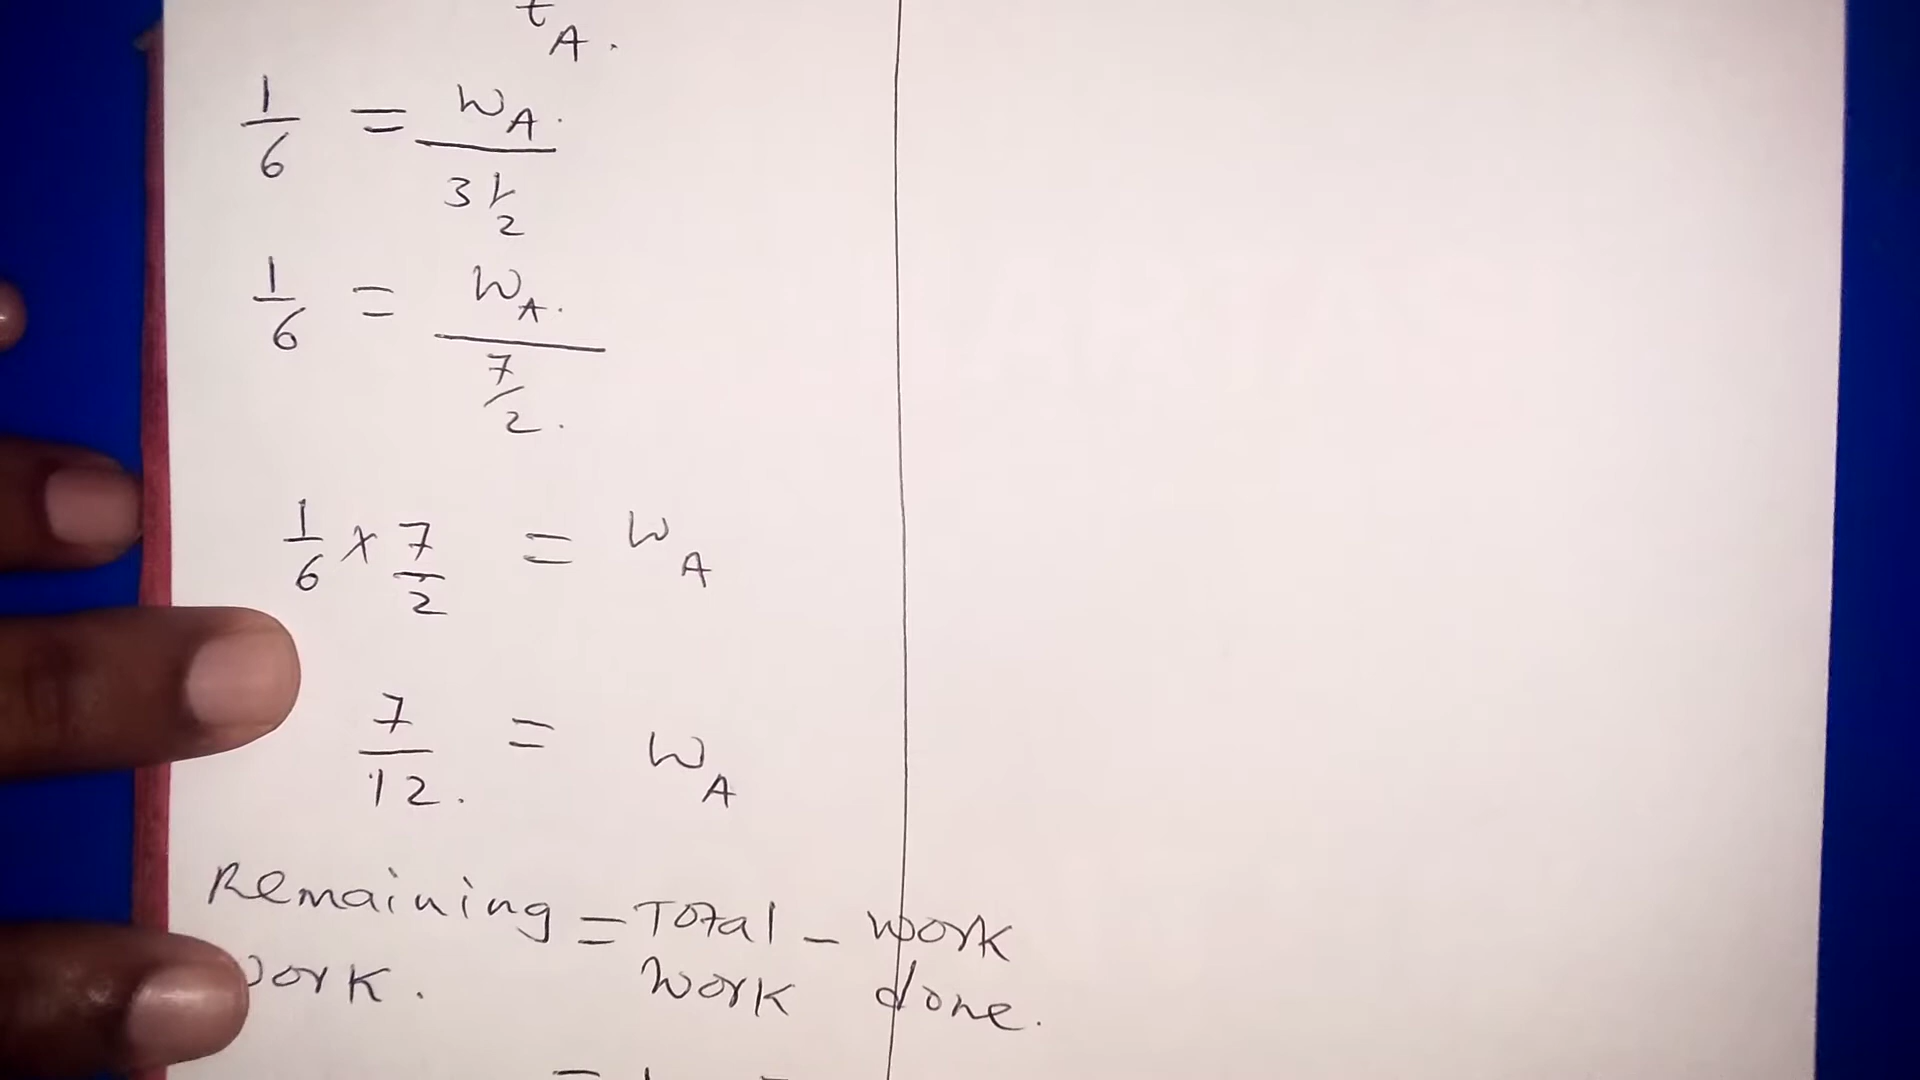 t_A.
1/6 = W_A. / 3 1/2
1/6 = W_A. / 7/2.
1/6 × 7/2 = W_A
7/12. = W_A
Remaining = Total - work
work. work done.